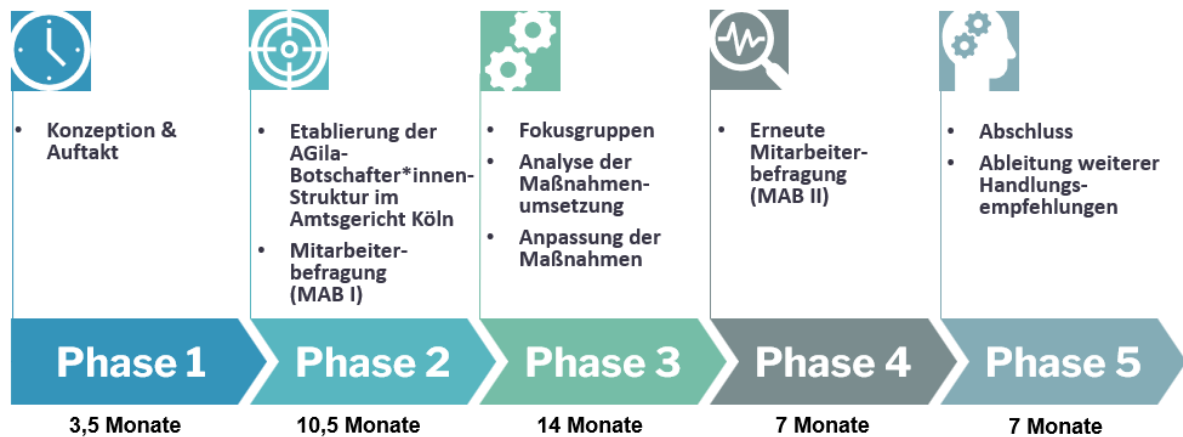 • Konzeption &
Auftakt
• Etablierung der
AGila-
Botschafter*innen-
Struktur im
Amtsgericht Köln
• Mitarbeiter-
befragung
(MAB I)
• Fokusgruppen
• Analyse der
Maßnahmen-
umsetzung
• Anpassung der
Maßnahmen
• Erneute
Mitarbeiter-
befragung
(MAB II)
• Abschluss
• Ableitung weiterer
Handlungs-
empfehlungen
Phase 1
Phase 2
Phase 3
Phase 4
Phase 5
3,5 Monate
10,5 Monate
14 Monate
7 Monate
7 Monate